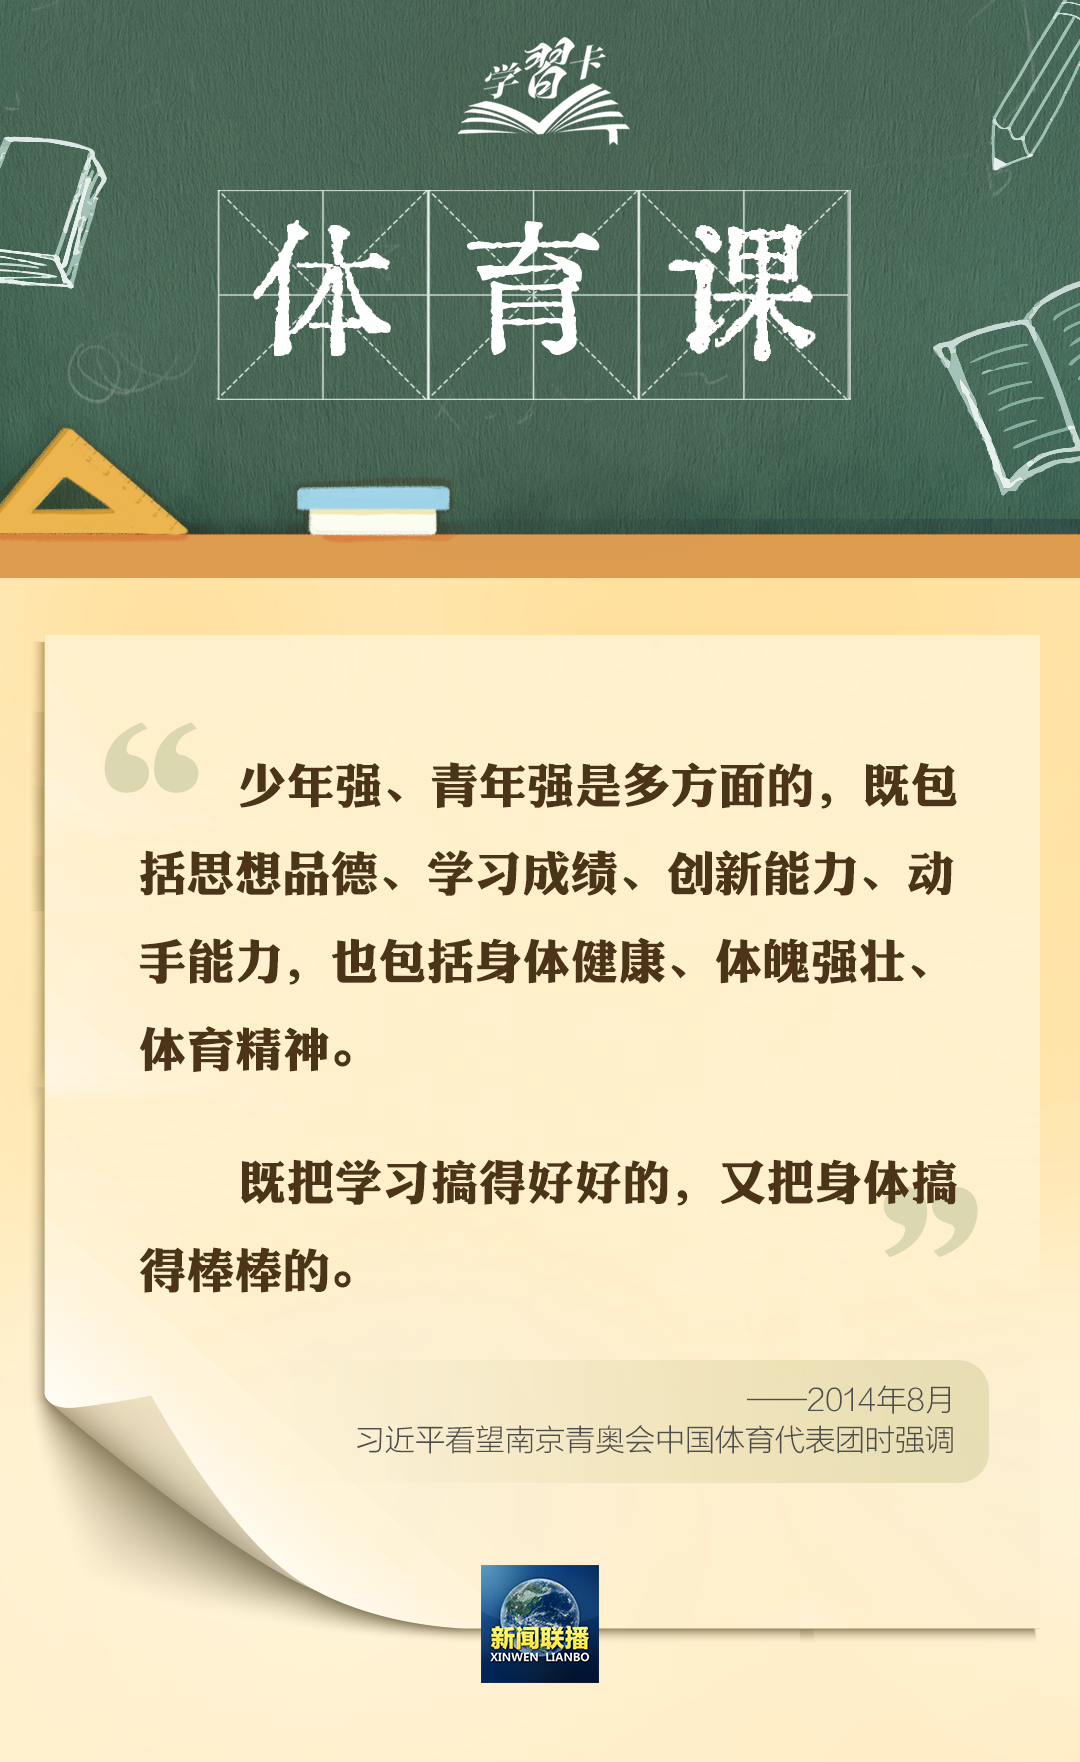 学習卡
体育课
少年强、青年强是多方面的，既包
括思想品德、学习成绩、创新能力、动
手能力，也包括身体健康、体魄强壮、
体育精神。
既把学习搞得好好的，又把身体搞
得棒棒的。
——2014年8月
习近平看望南京青奥会中国体育代表团时强调
新闻联播
XINWEN LIANBO